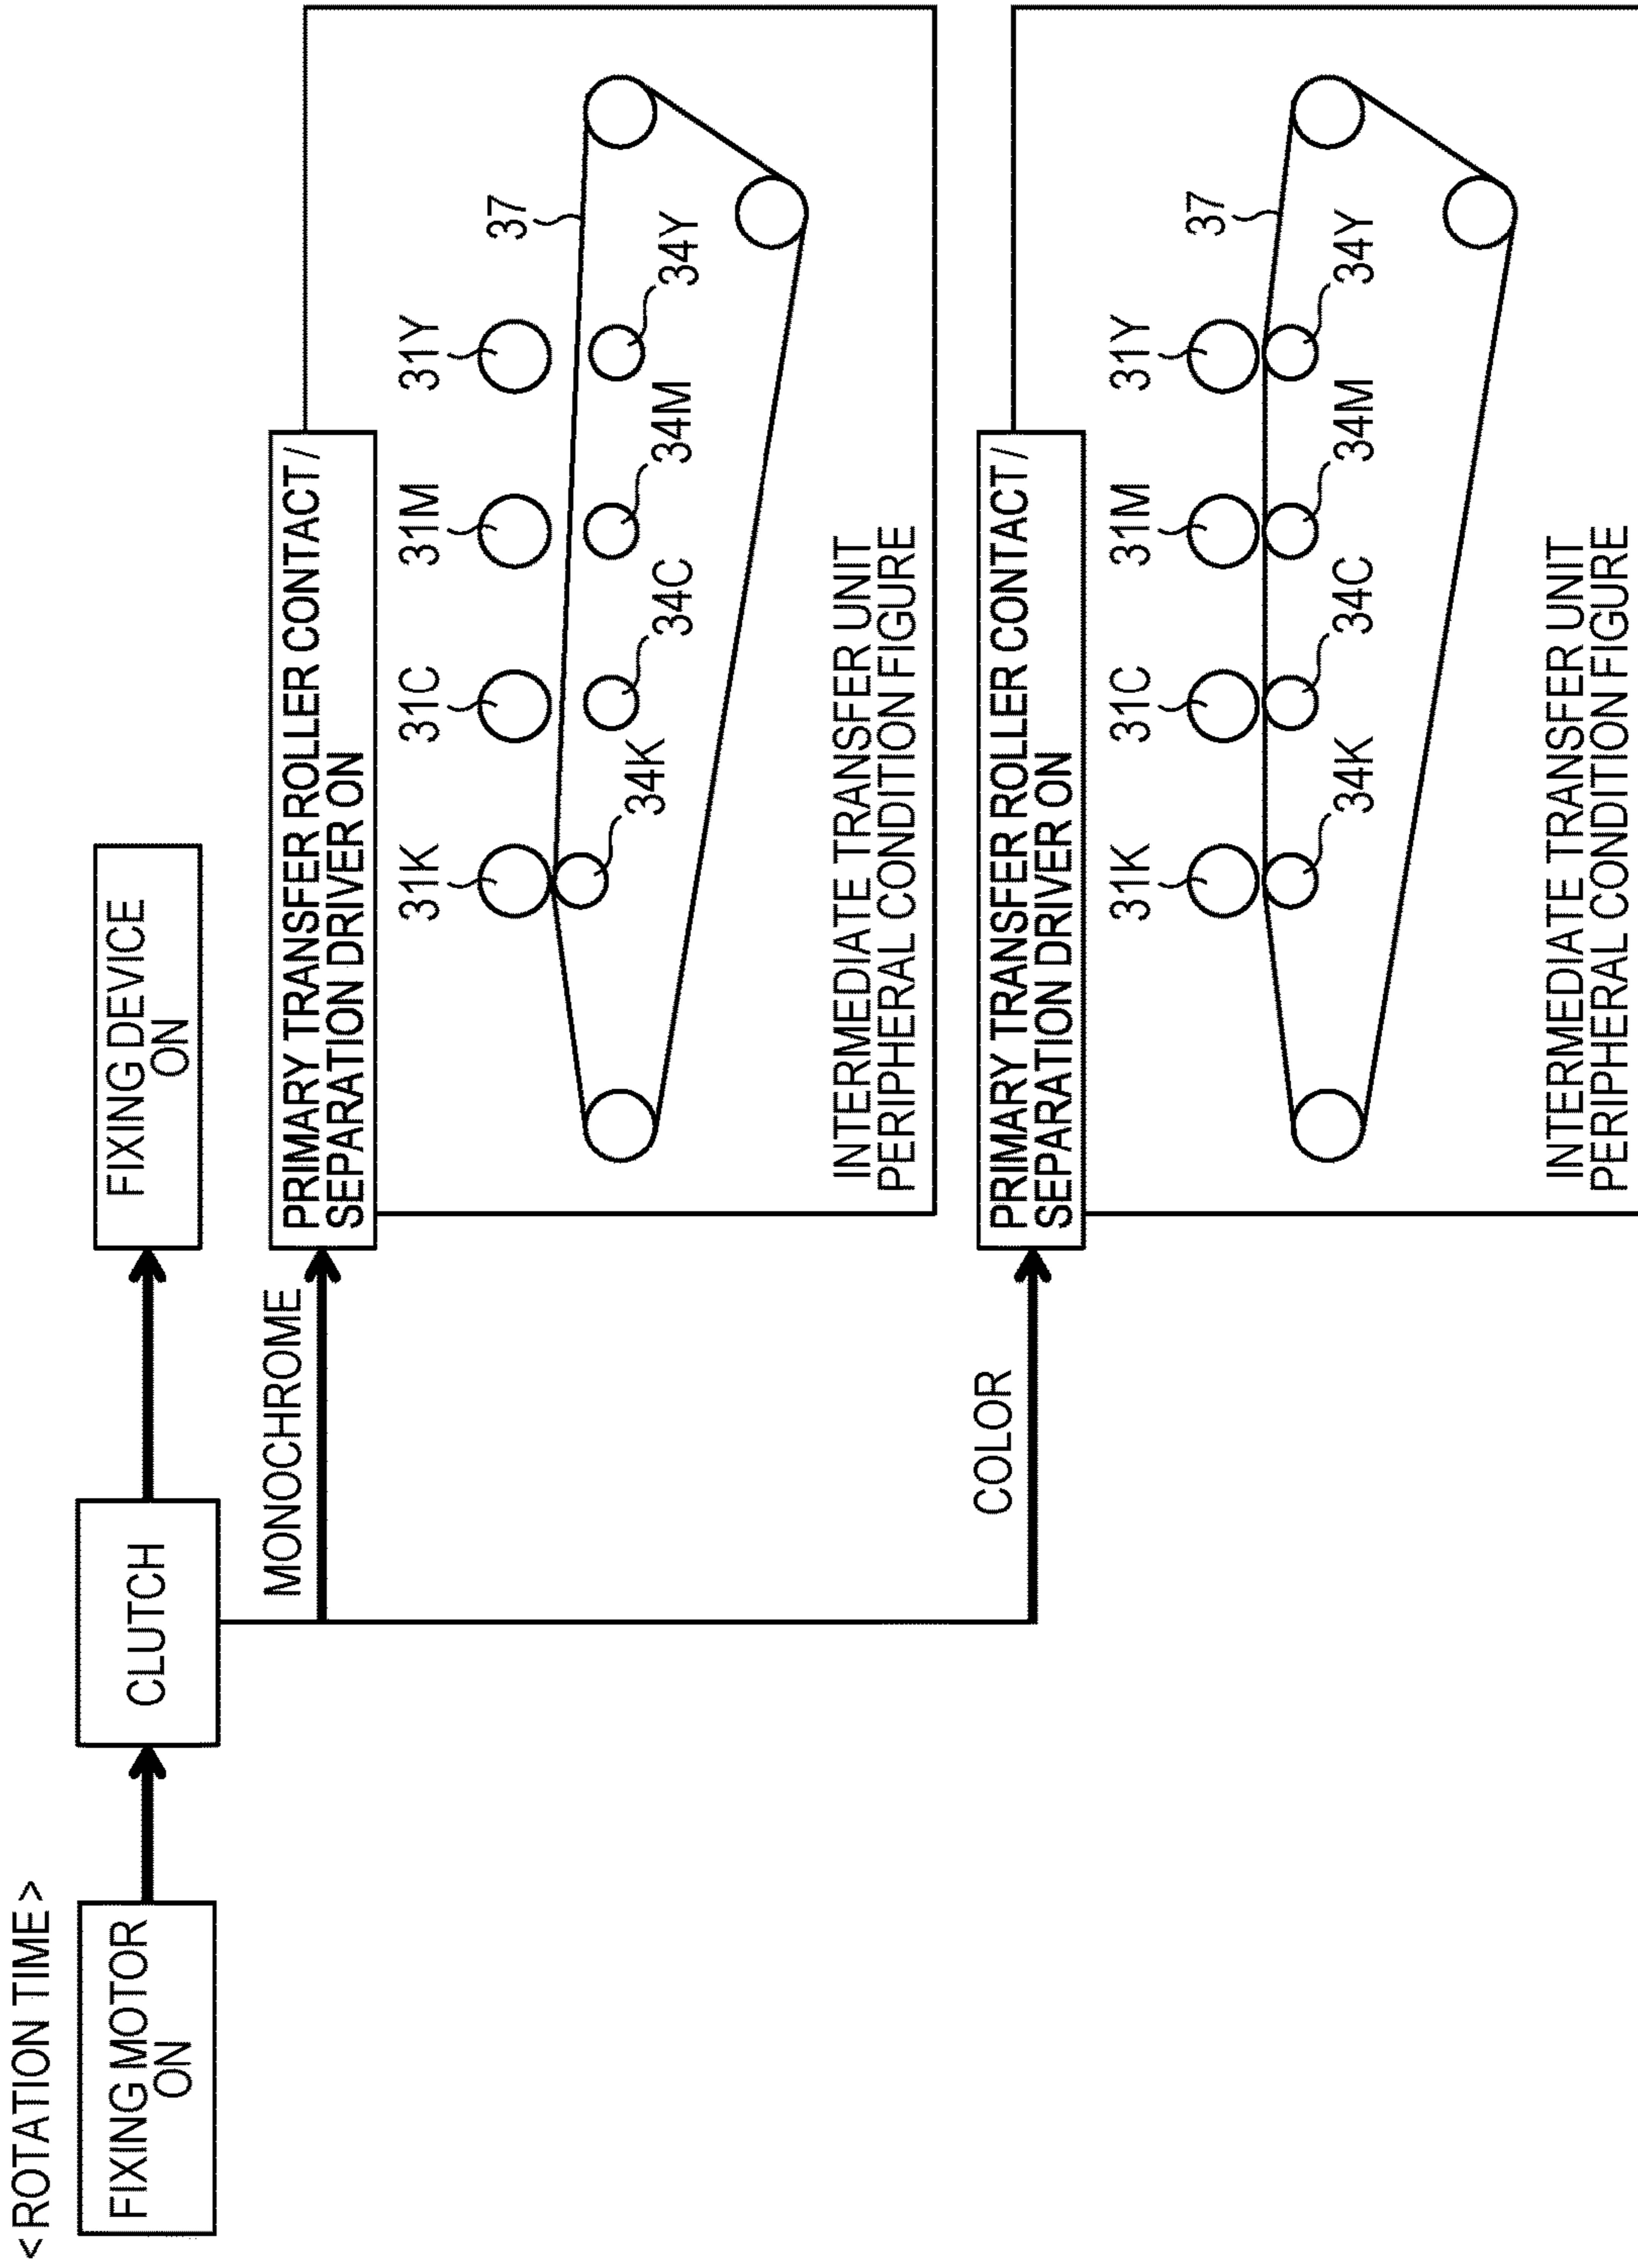 <ROTATION TIME>
FIXING MOTOR
ON
CLUTCH
FIXING DEVICE
ON
MONOCHROME
PRIMARY TRANSFER ROLLER CONTACT /
SEPARATION DRIVER ON
31K
31C
31M
31Y
37
34K
34C
34M
34Y
INTERMEDIATE TRANSFER UNIT
PERIPHERAL CONDITION FIGURE
COLOR
PRIMARY TRANSFER ROLLER CONTACT /
SEPARATION DRIVER ON
31K
31C
31M
31Y
37
34K
34C
34M
34Y
INTERMEDIATE TRANSFER UNIT
PERIPHERAL CONDITION FIGURE